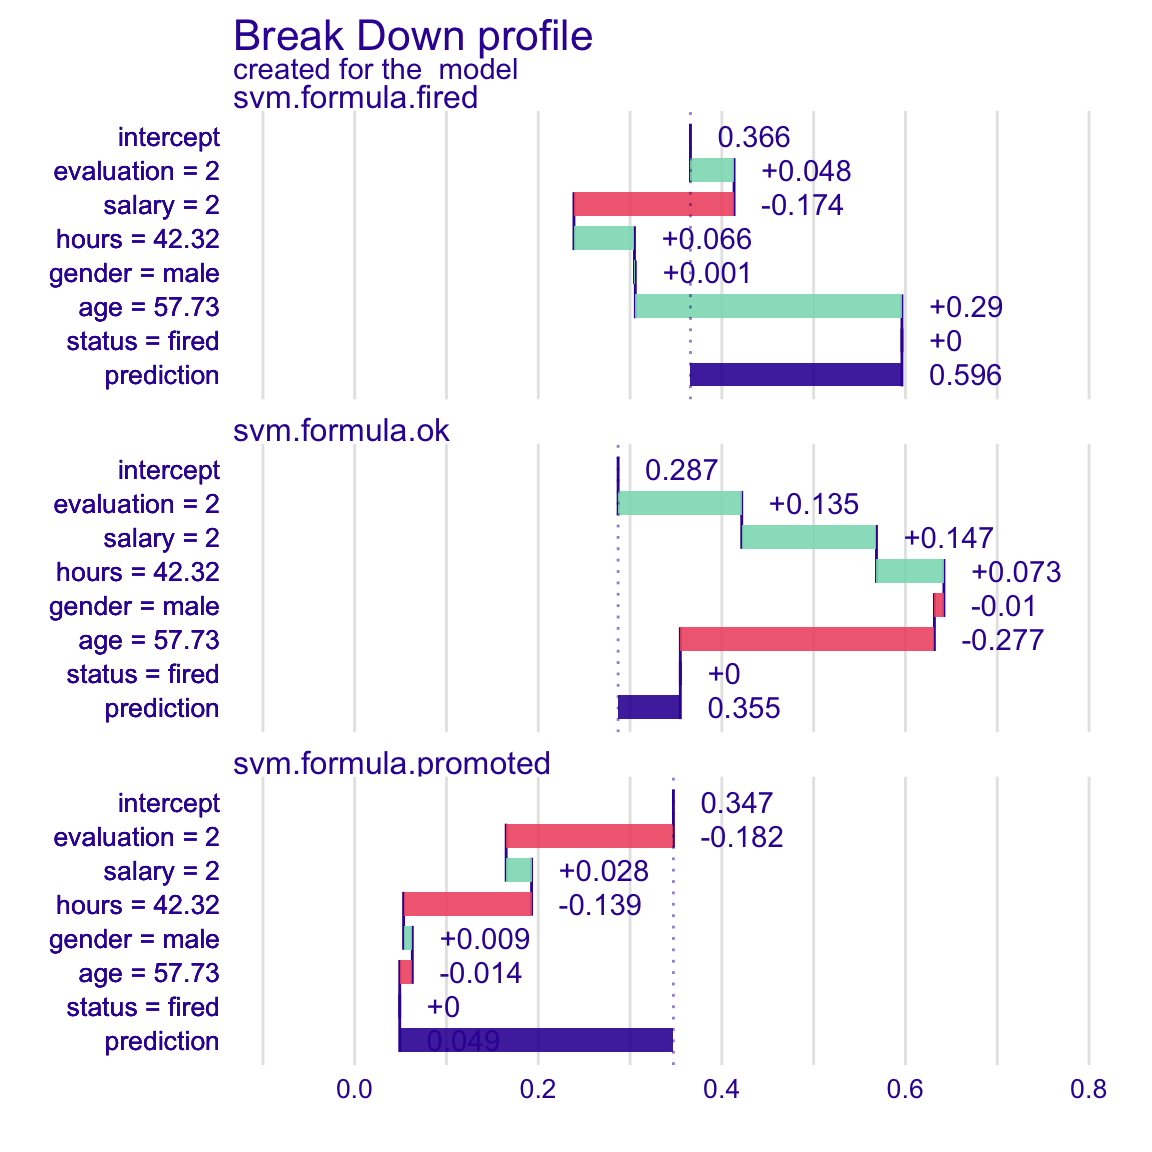 Break Down profile
created for the  model
svm.formula.fired
intercept 0.366
evaluation = 2 +0.048
salary = 2 -0.174
hours = 42.32 +0.066
gender = male +0.001
age = 57.73 +0.29
status = fired +0
prediction 0.596
svm.formula.ok
intercept 0.287
evaluation = 2 +0.135
salary = 2 +0.147
hours = 42.32 +0.073
gender = male -0.01
age = 57.73 -0.277
status = fired +0
prediction 0.355
svm.formula.promoted
intercept 0.347
evaluation = 2 -0.182
salary = 2 +0.028
hours = 42.32 -0.139
gender = male +0.009
age = 57.73 -0.014
status = fired +0
prediction 0.049
0.0 0.2 0.4 0.6 0.8